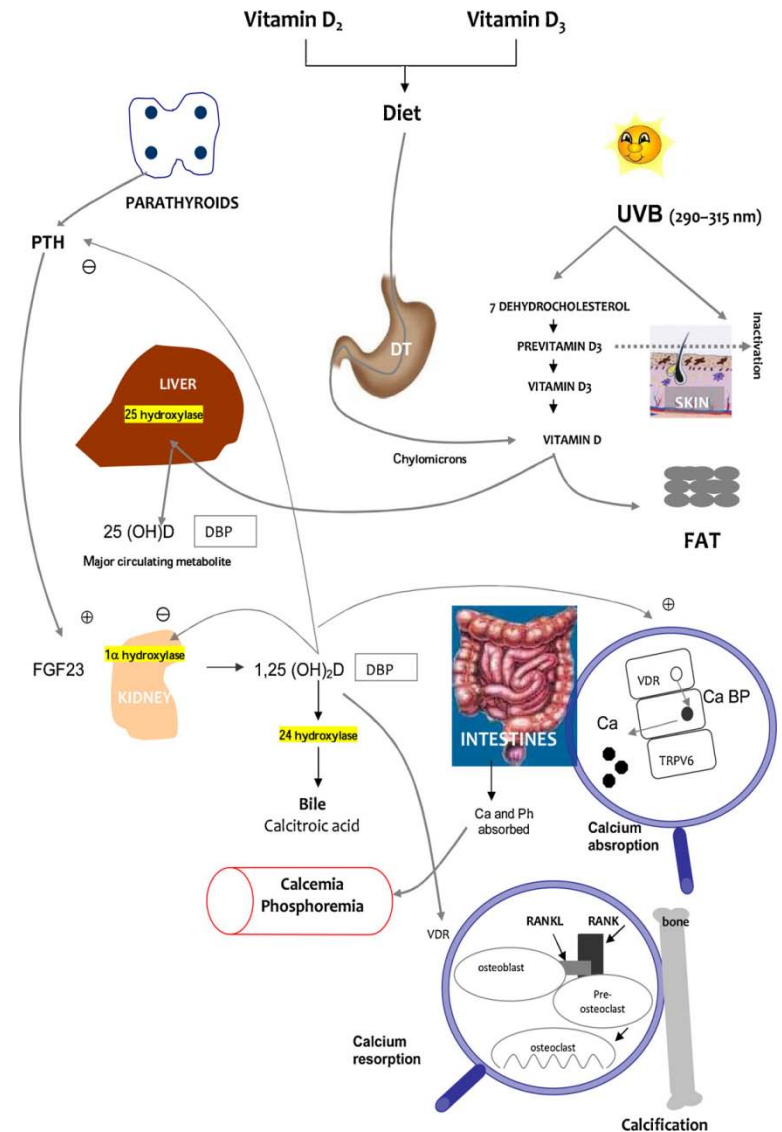 Vitamin D₂
Vitamin D₃
Diet
PARATHYROIDS
UVB (290–315 nm)
PTH
⊖
7 DEHYDROCHOLESTEROL
PREVITAMIN D3
VITAMIN D3
VITAMIN D
Inactivation
SKIN
DT
LIVER
25 hydroxylase
Chylomicrons
FAT
25 (OH)D
DBP
Major circulating metabolite
⊕
⊖
⊕
FGF23
1α hydroxylase
KIDNEY
1,25 (OH)₂D
DBP
24 hydroxylase
Bile
Calcitroic acid
INTESTINES
Ca and Ph
absorbed
VDR
Ca BP
Ca
TRPV6
Calcium
absroption
Calcemia
Phosphoremia
VDR
RANKL
RANK
bone
osteoblast
Pre-
osteoclast
osteoclast
Calcium
resorption
Calcification